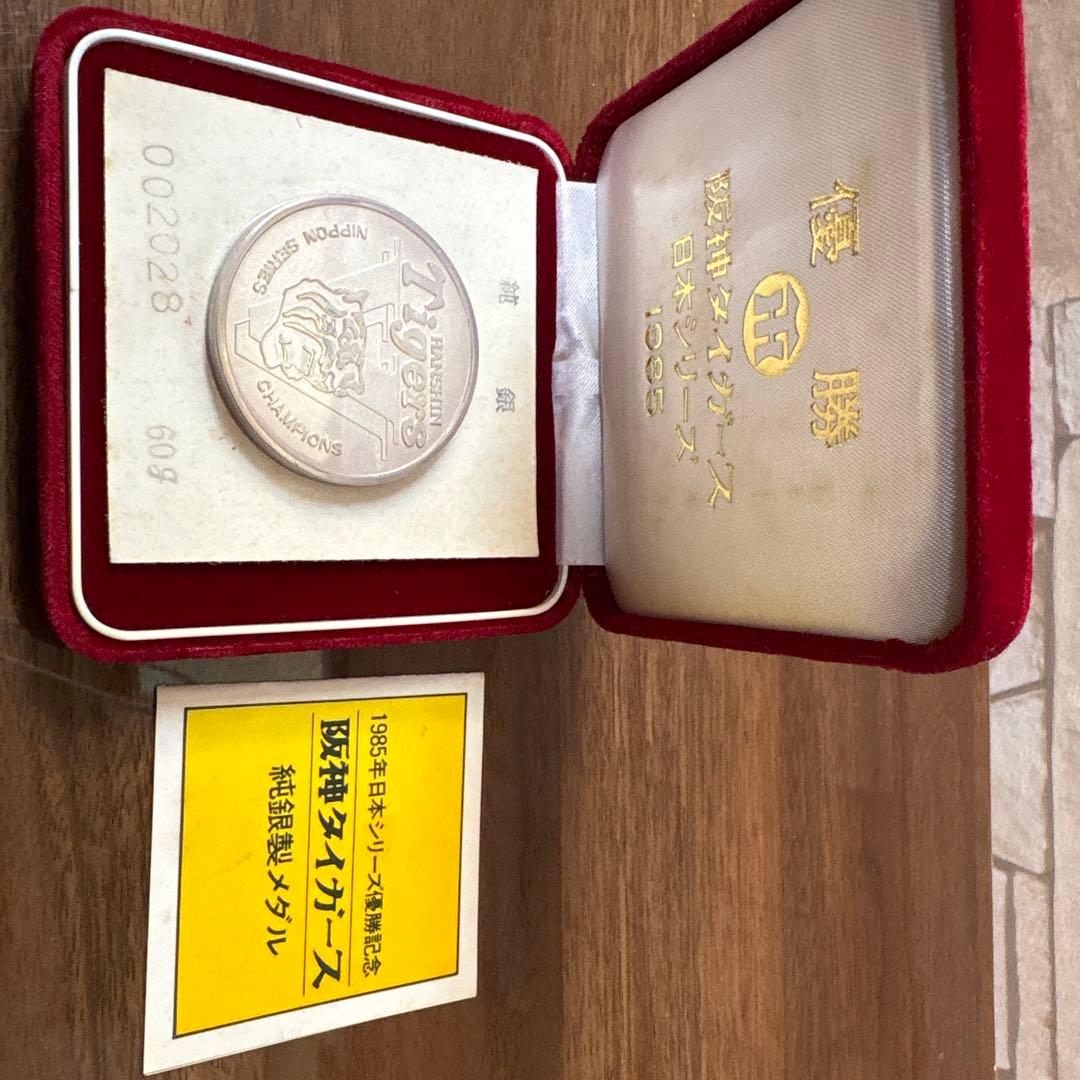 優 勝
阪神タイガース
日本シリーズ
1985
純 銀
HANSHIN
Tigers
NIPPON SERIES
CHAMPIONS
002028 60g
1985年日本シリーズ優勝記念
阪神タイガース
純銀製メダル